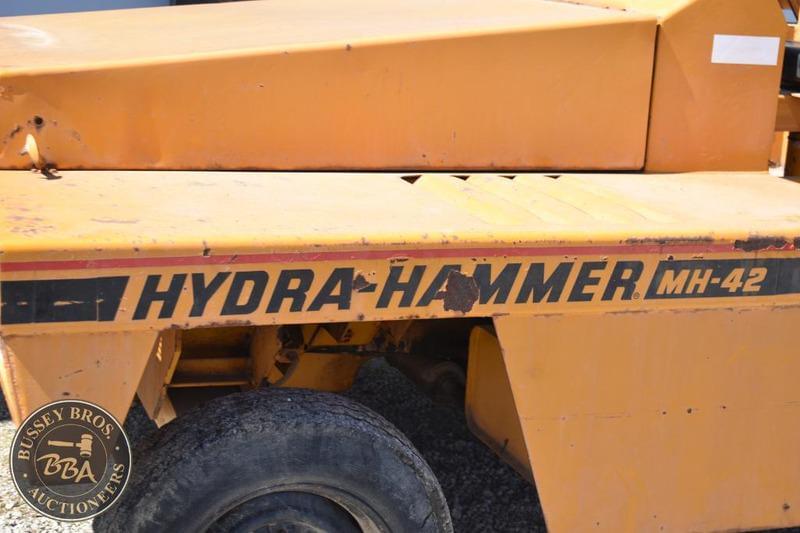 HYDRA-HAMMER® MH-42
BUSSEY BROS.
BBA
AUCTIONEERS